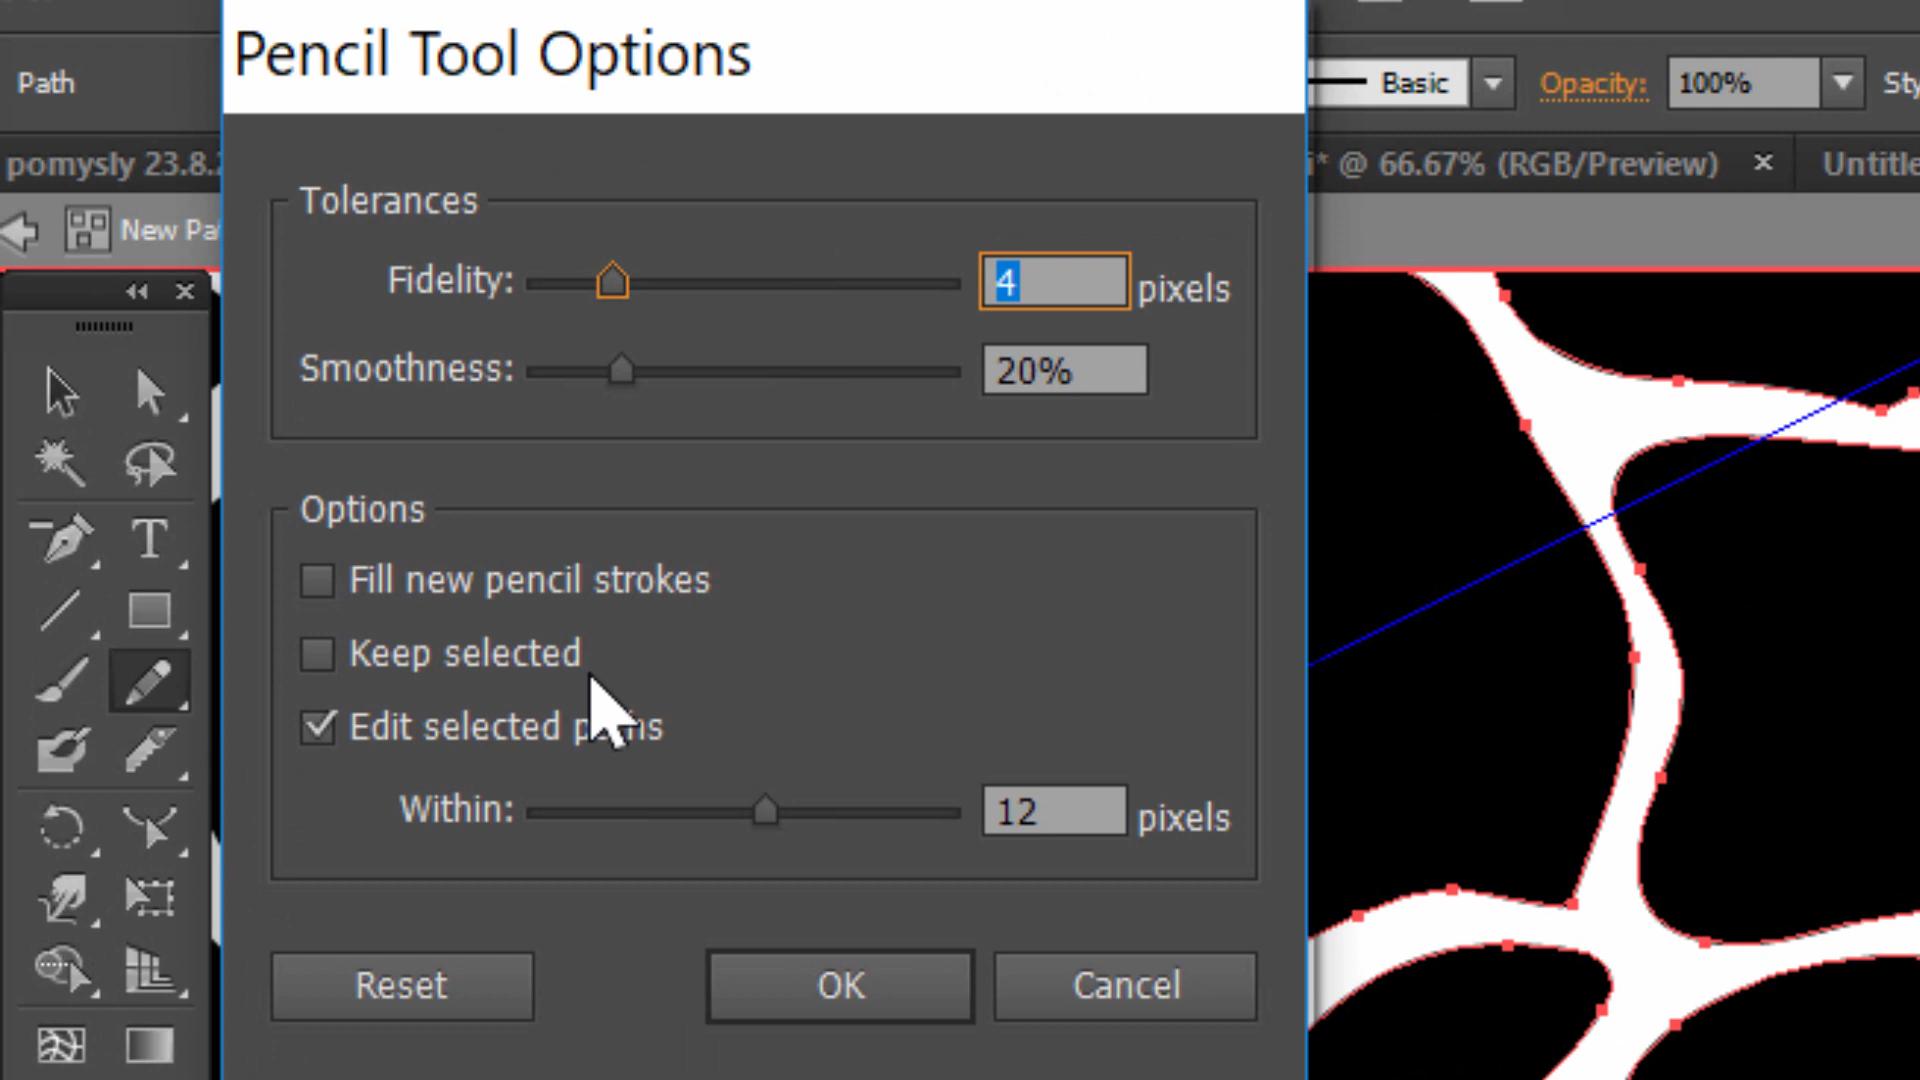 Pencil Tool Options
Path
Basic
Opacity:
100%
Sty
pomysly 23.8.
i* @ 66.67% (RGB/Preview)
Untitle
New Pa
Tolerances
Fidelity:
4
pixels
Smoothness:
20%
Options
Fill new pencil strokes
Keep selected
Edit selected
Within:
12
pixels
Reset
OK
Cancel